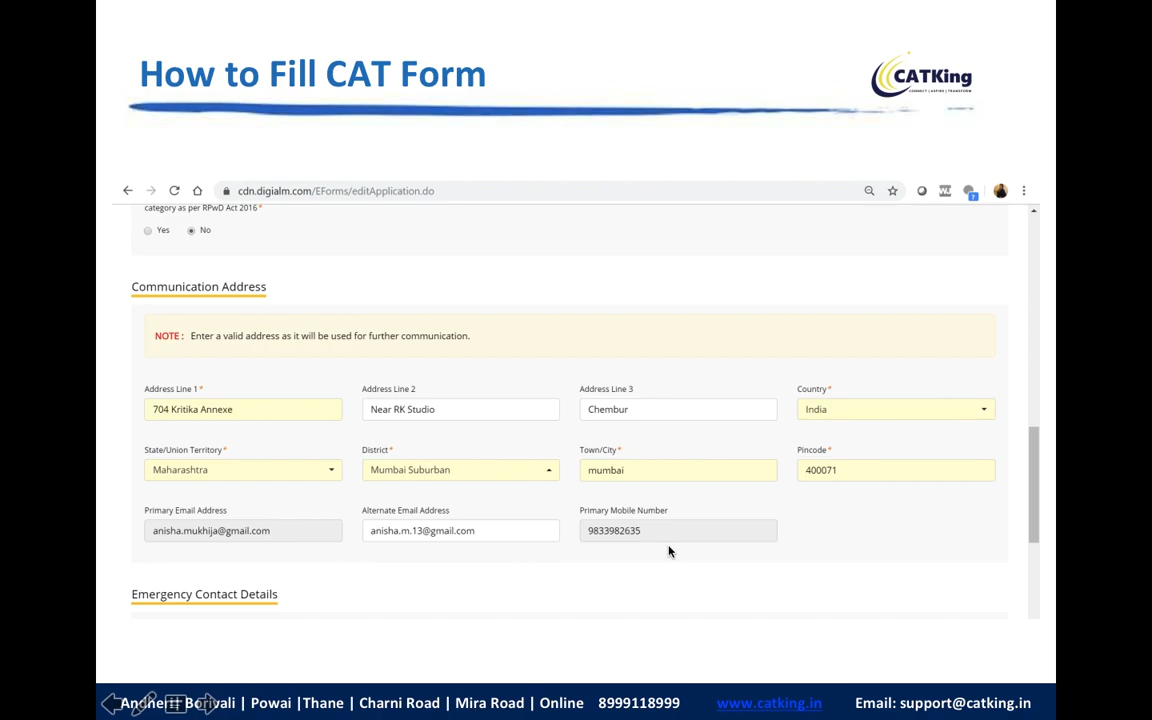 How to Fill CAT Form
CATKing
CONNECT | ASPIRE | TRANSFORM
cdn.digialm.com/EForms/editApplication.do
category as per RPwD Act 2016*
Yes No
Communication Address
NOTE : Enter a valid address as it will be used for further communication.
Address Line 1* Address Line 2 Address Line 3 Country*
704 Kritika Annexe Near RK Studio Chembur India
State/Union Territory* District* Town/City* Pincode*
Maharashtra Mumbai Suburban mumbai 400071
Primary Email Address Alternate Email Address Primary Mobile Number
anisha.mukhija@gmail.com anisha.m.13@gmail.com 9833982635
Emergency Contact Details
Andheri | Borivali | Powai |Thane | Charni Road | Mira Road | Online 8999118999 www.catking.in Email: support@catking.in